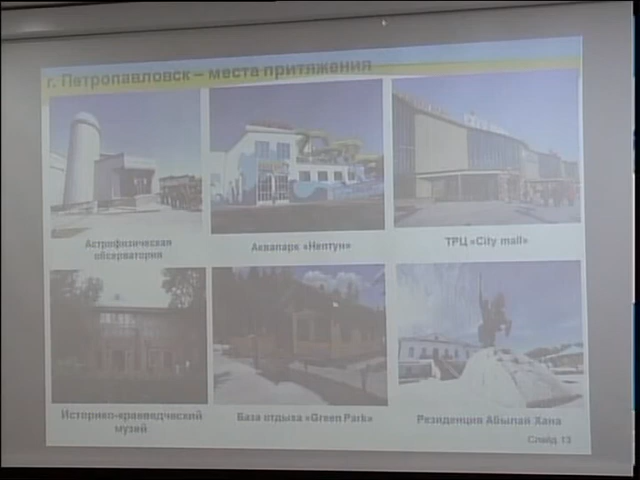 г. Петропавловск – места притяжения
Астрофизическая
обсерватория
Аквапарк «Нептун»
ТРЦ «City mall»
Историко-краеведческий
музей
База отдыха «Green Park»
Резиденция Абылай Хана
Слайд 13